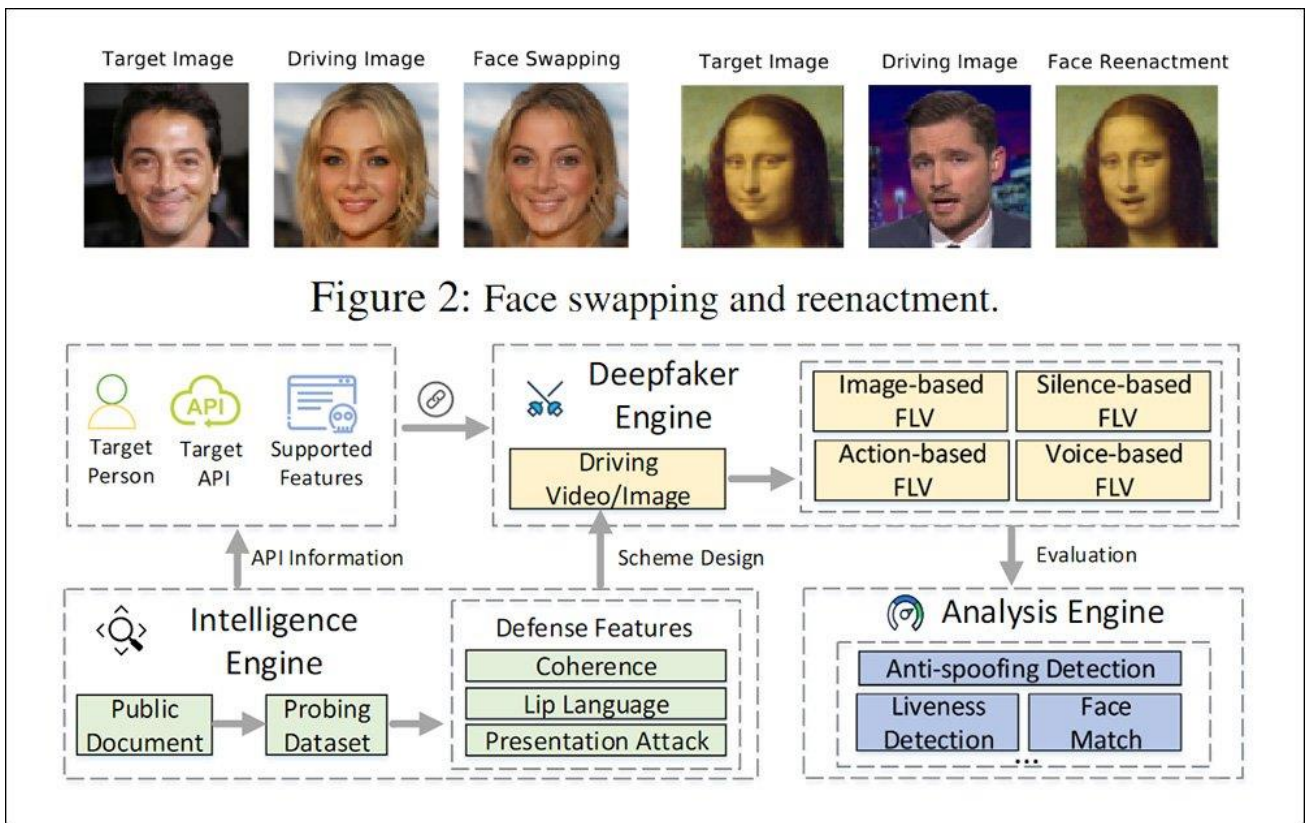 Target Image Driving Image Face Swapping Target Image Driving Image Face Reenactment
Figure 2: Face swapping and reenactment.
Target
Person
Target
API
API
Supported
Features
Deepfaker
Engine
Driving
Video/Image
Image-based
FLV
Silence-based
FLV
Action-based
FLV
Voice-based
FLV
API Information
Scheme Design
Evaluation
Intelligence
Engine
Public
Document
Probing
Dataset
Defense Features
Coherence
Lip Language
Presentation Attack
Analysis Engine
Anti-spoofing Detection
Liveness
Detection
Face
Match
...